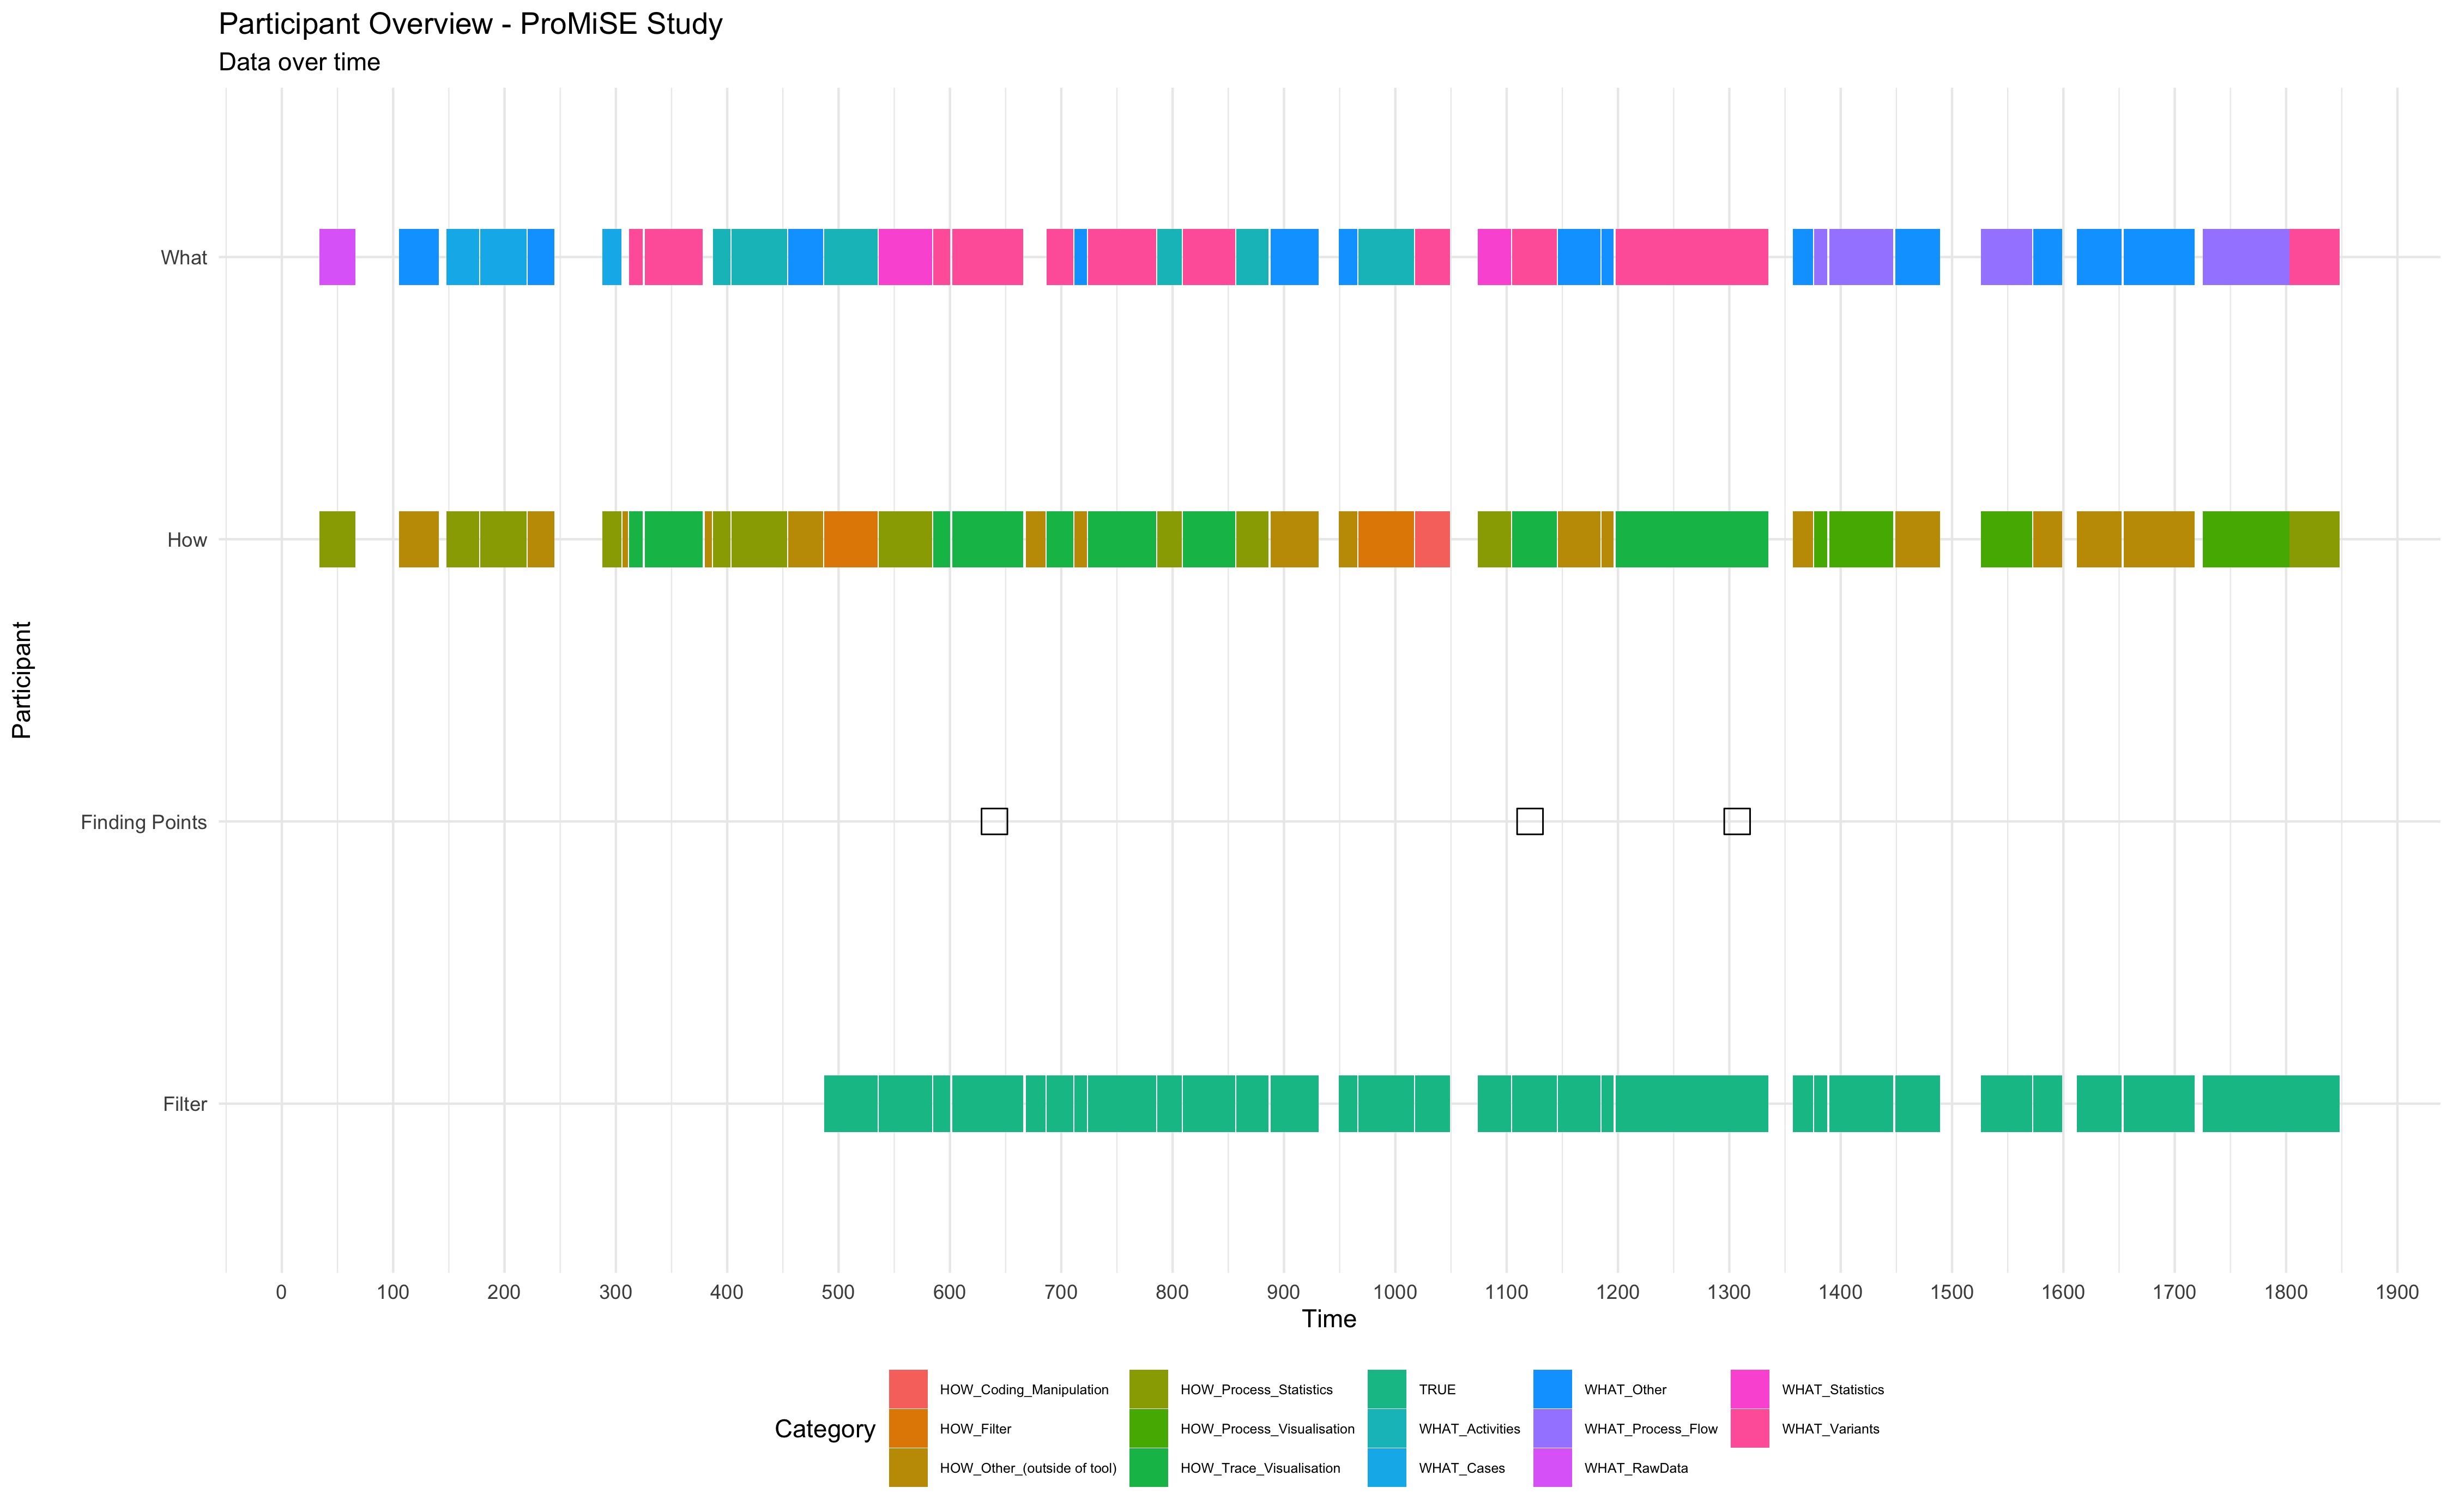 Participant Overview - ProMiSE Study
Data over time
What
How
Finding Points
Filter
Participant
0 100 200 300 400 500 600 700 800 900 1000 1100 1200 1300 1400 1500 1600 1700 1800 1900
Time
Category
HOW_Coding_Manipulation
HOW_Filter
HOW_Other_(outside of tool)
HOW_Process_Statistics
HOW_Process_Visualisation
HOW_Trace_Visualisation
TRUE
WHAT_Activities
WHAT_Cases
WHAT_Other
WHAT_Process_Flow
WHAT_RawData
WHAT_Statistics
WHAT_Variants